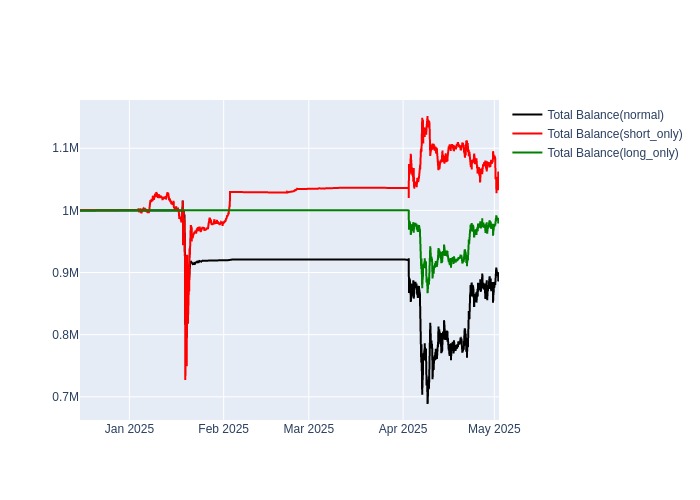 Total Balance(normal)
Total Balance(short_only)
Total Balance(long_only)
1.1M
1M
0.9M
0.8M
0.7M
Jan 2025 Feb 2025 Mar 2025 Apr 2025 May 2025